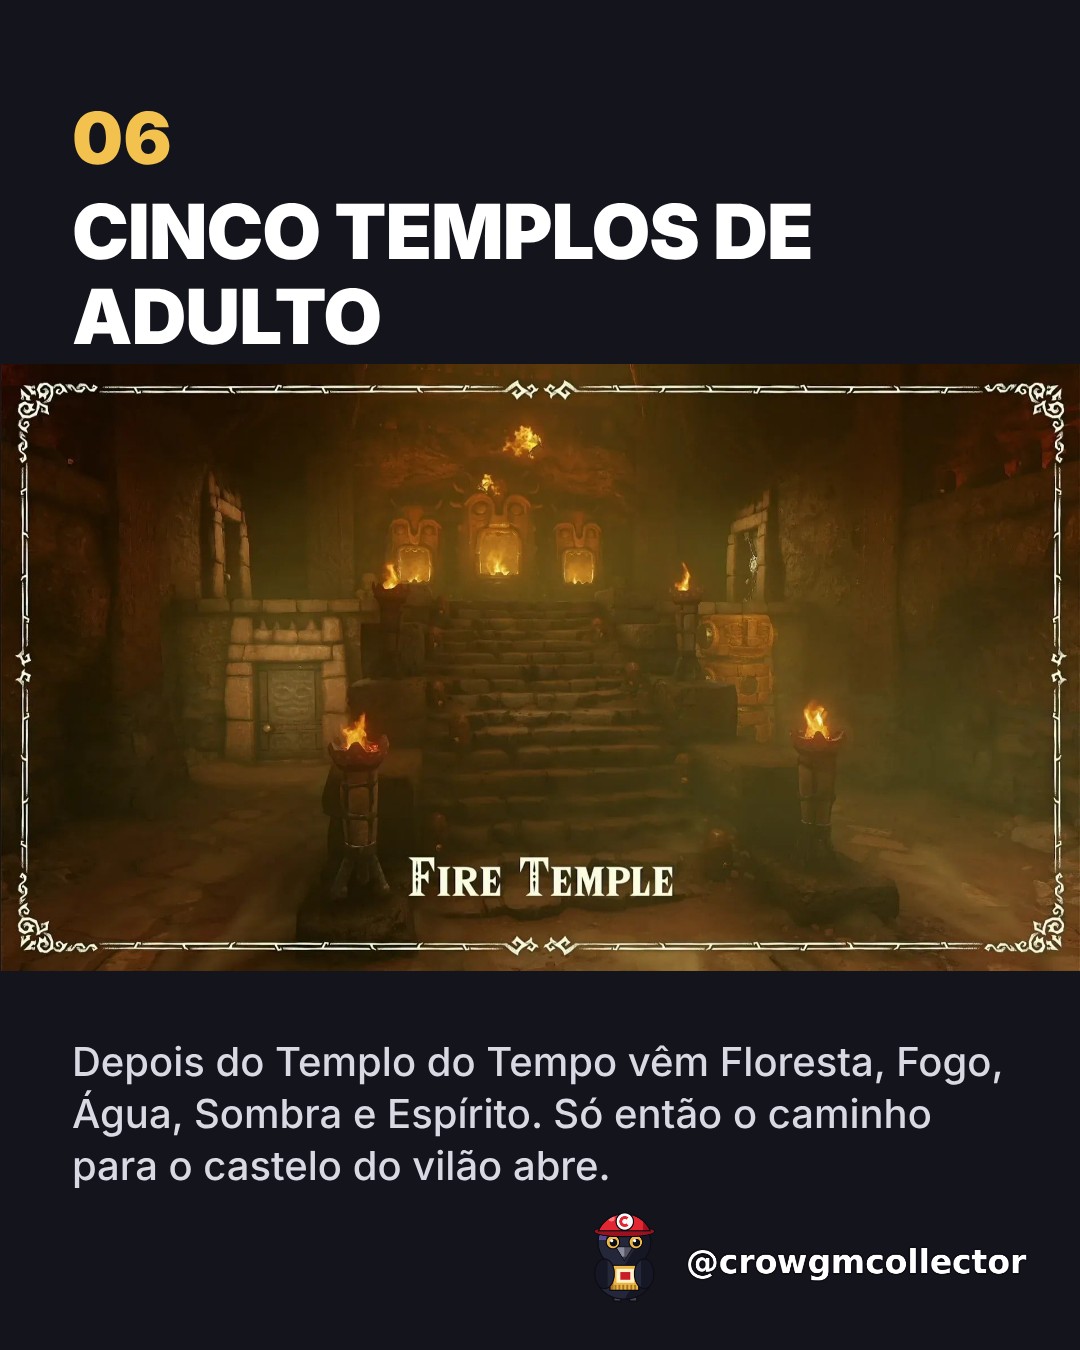 06
CINCO TEMPLOS DE
ADULTO
FIRE TEMPLE
Depois do Templo do Tempo vêm Floresta, Fogo,
Água, Sombra e Espírito. Só então o caminho
para o castelo do vilão abre.
C
@crowgmcollector